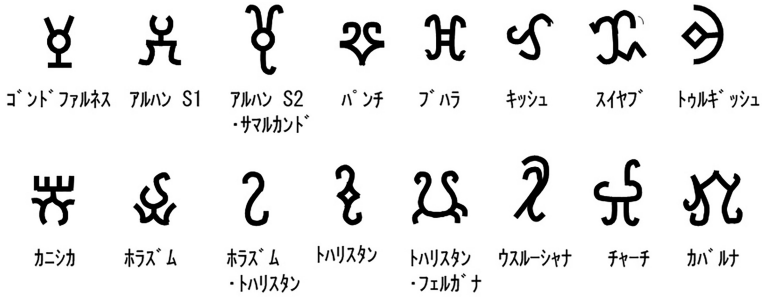 ゴンドファルネス アルハン S1 アルハン S2 パンチ ブハラ キッシュ スイヤブ トゥルギッシュ
・サマルカンド
カニシカ ホラズム ホラズム トハリスタン トハリスタン ウスルーシャナ チャーチ カバルナ
・トハリスタン ・フェルガナ